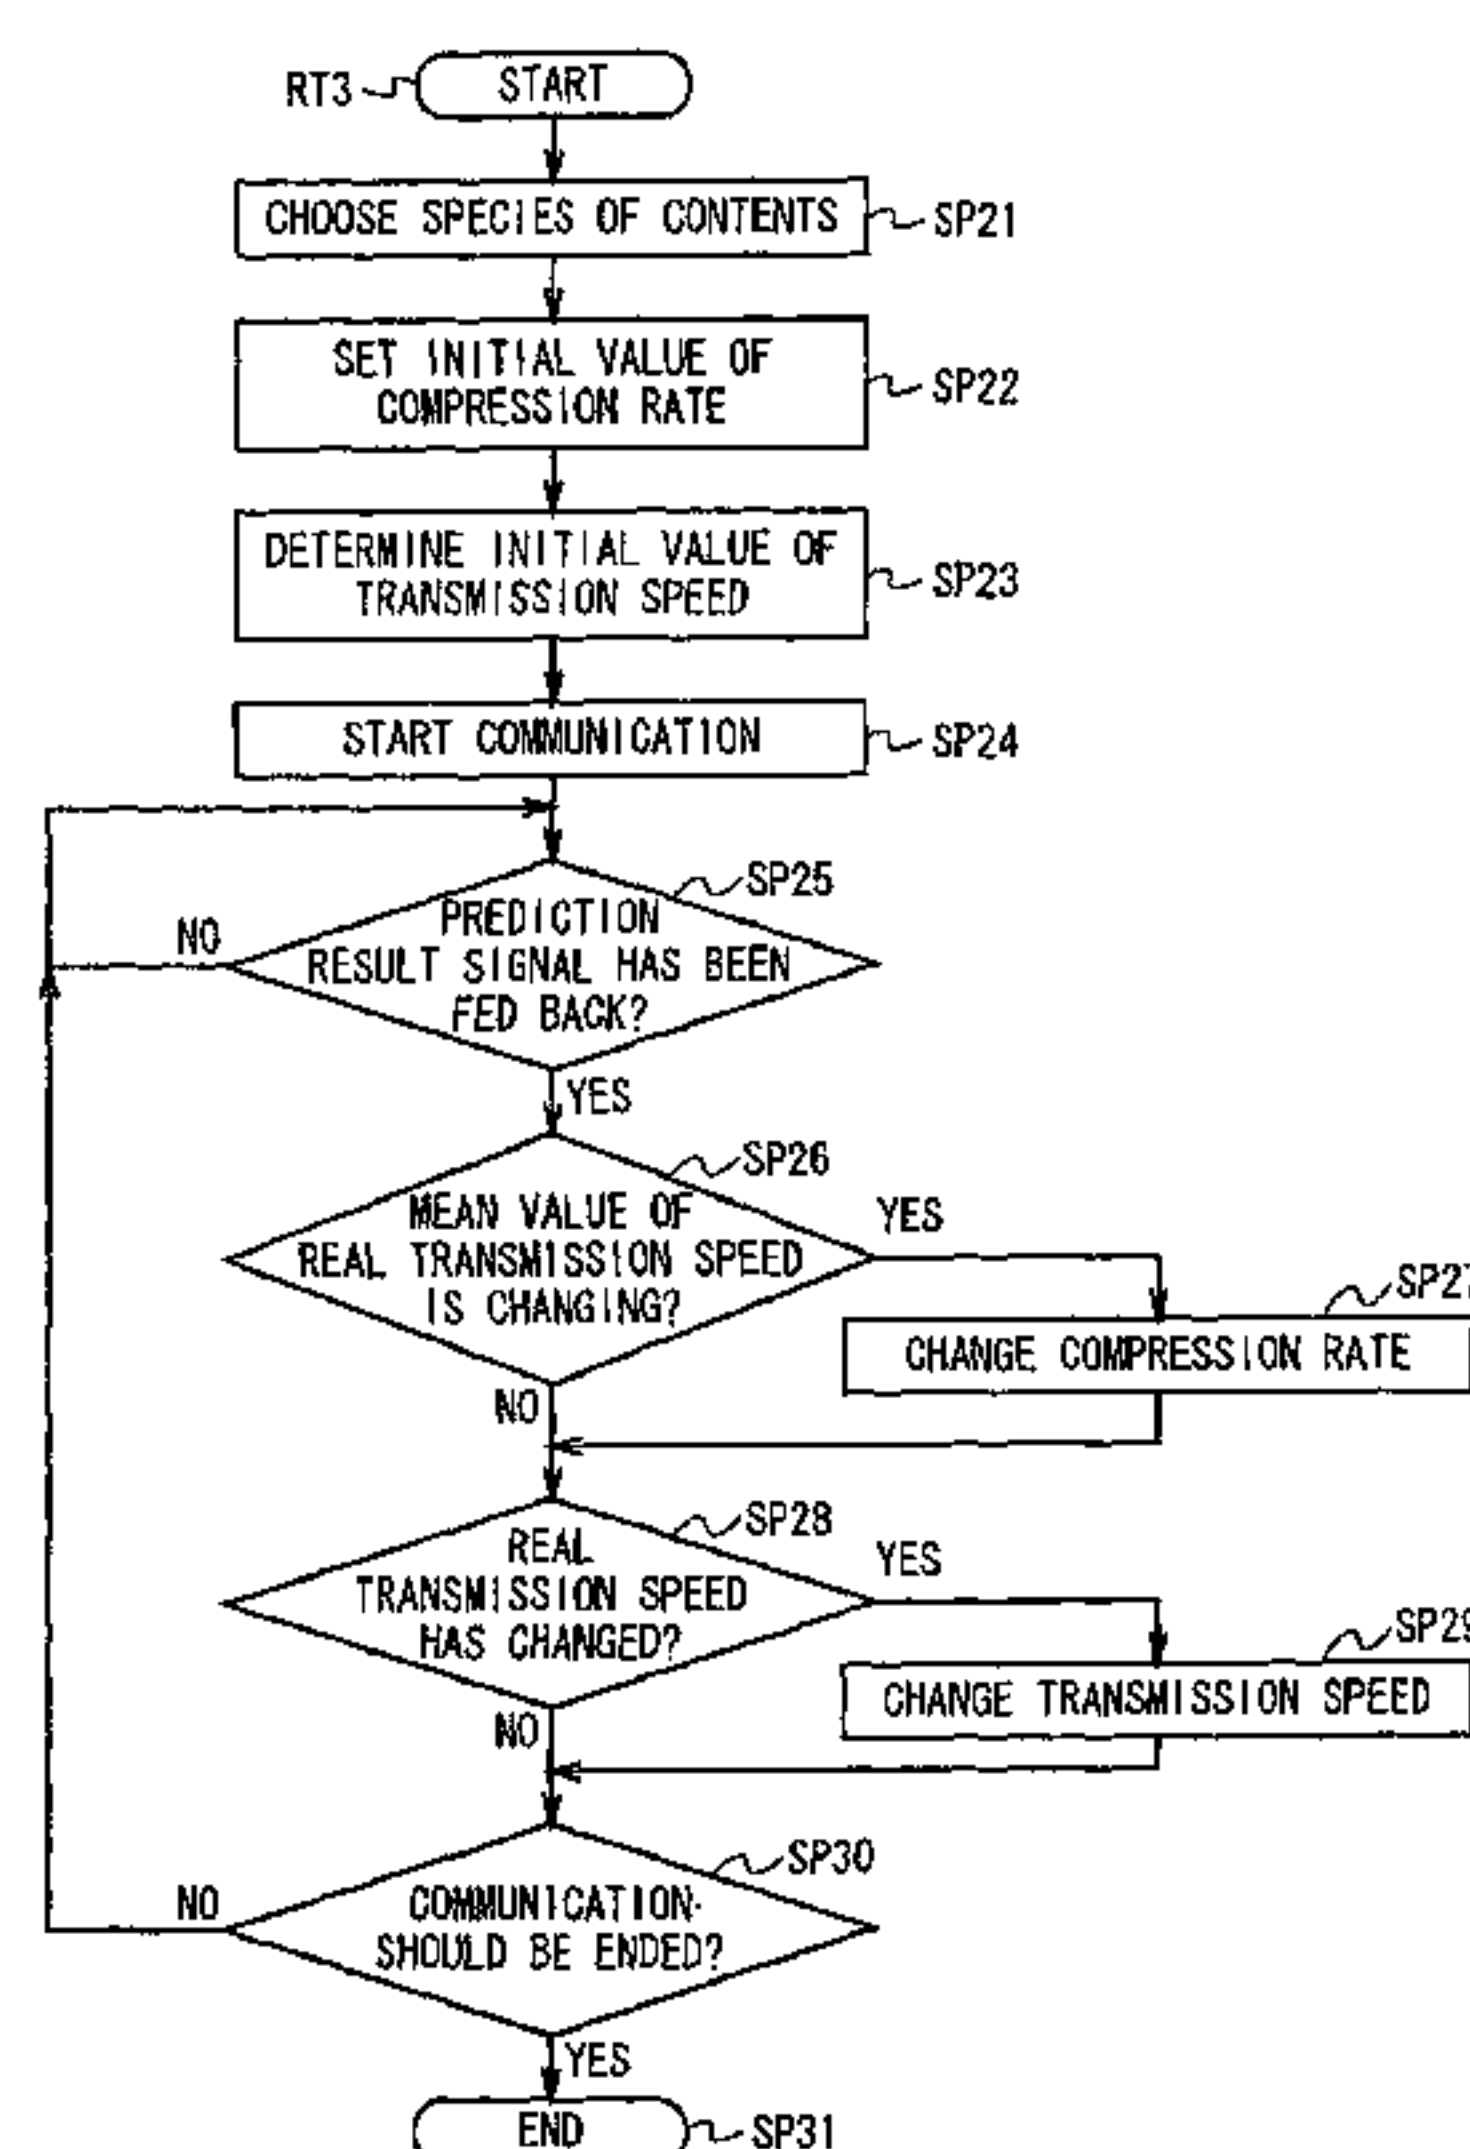 RT3
START
CHOOSE SPECIES OF CONTENTS
SP21
SET INITIAL VALUE OF
COMPRESSION RATE
SP22
DETERMINE INITIAL VALUE OF
TRANSMISSION SPEED
SP23
START COMMUNICATION
SP24
SP25
PREDICTION
RESULT SIGNAL HAS BEEN
FED BACK?
NO
YES
SP26
MEAN VALUE OF
REAL TRANSMISSION SPEED
IS CHANGING?
YES
SP27
CHANGE COMPRESSION RATE
NO
SP28
REAL
TRANSMISSION SPEED
HAS CHANGED?
YES
SP29
CHANGE TRANSMISSION SPEED
NO
SP30
COMMUNICATION
SHOULD BE ENDED?
NO
YES
END
SP31